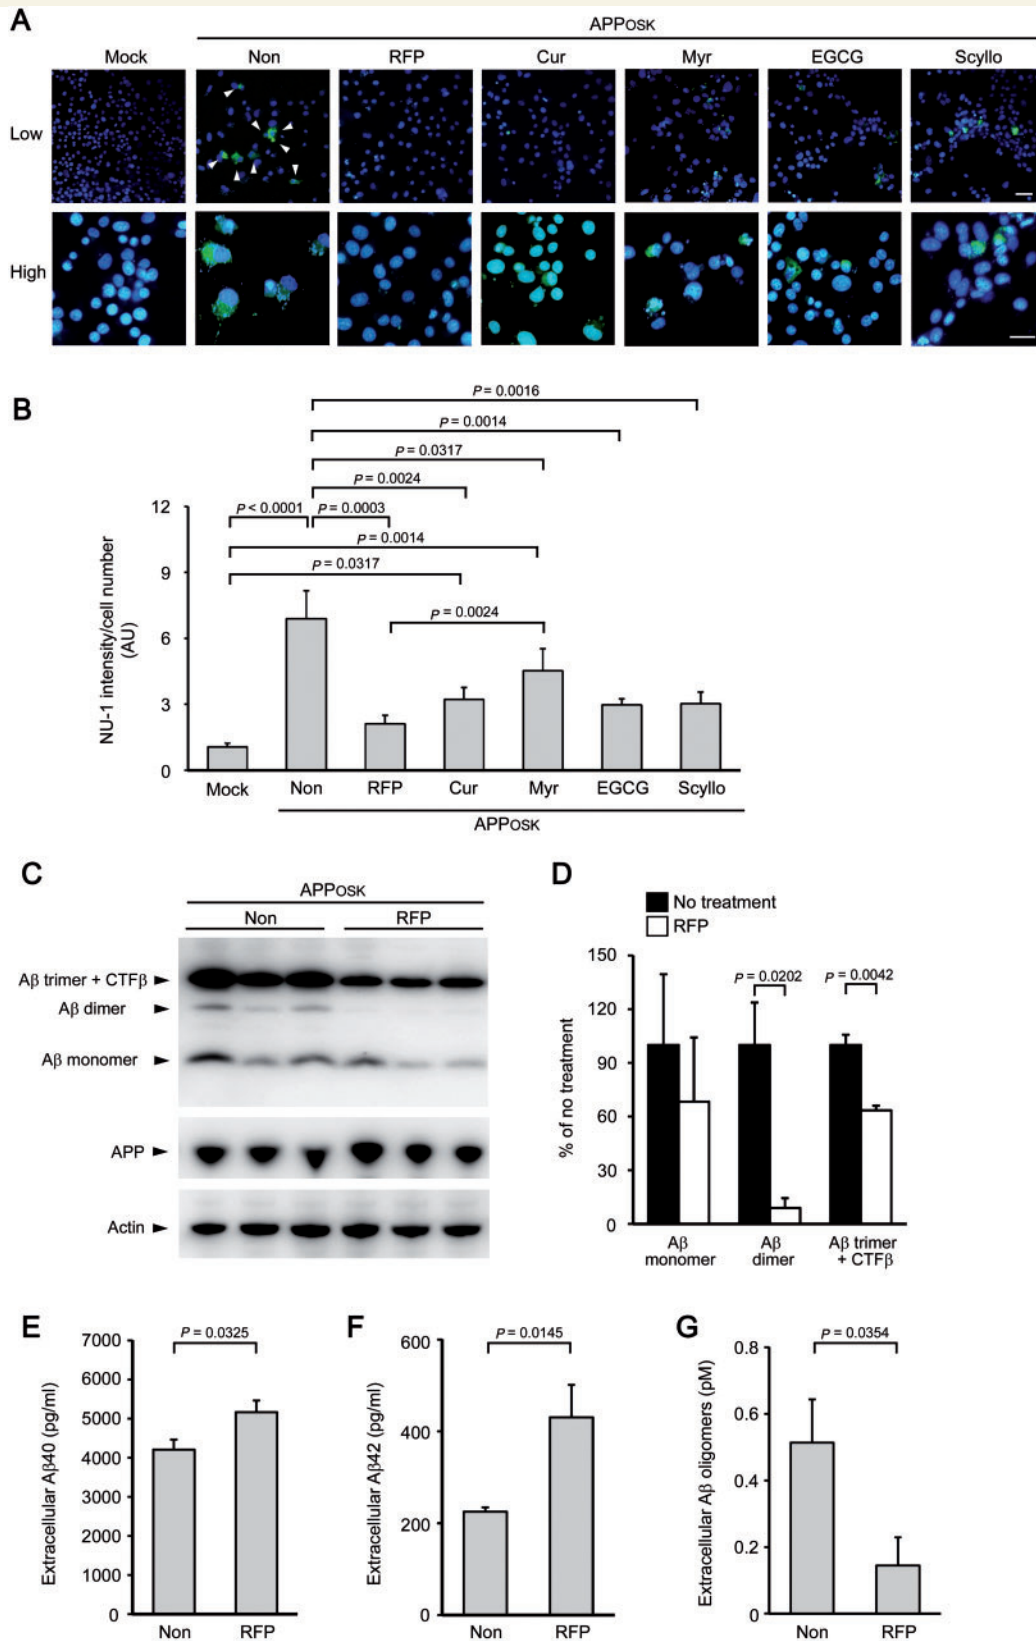 A
APPOSK
Mock Non RFP Cur Myr EGCG Scyllo
Low
High
B
P = 0.0016
P = 0.0014
P = 0.0317
P = 0.0024
P < 0.0001 P = 0.0003
P = 0.0014
P = 0.0317
P = 0.0024
NU-1 intensity/cell number
(AU)
12
9
6
3
0
Mock Non RFP Cur Myr EGCG Scyllo
APPOSK
C
APPOSK
Non RFP
Aβ trimer + CTFβ
Aβ dimer
Aβ monomer
APP
Actin
D
No treatment
RFP
% of no treatment
150
120
90
60
30
0
P = 0.0202 P = 0.0042
Aβ
monomer
Aβ
dimer
Aβ trimer
+ CTFβ
E
Extracellular Aβ40 (pg/ml)
7000
6000
5000
4000
3000
2000
1000
0
P = 0.0325
Non RFP
F
Extracellular Aβ42 (pg/ml)
600
400
200
0
P = 0.0145
Non RFP
G
Extracellular Aβ oligomers (pM)
0.8
0.6
0.4
0.2
0
P = 0.0354
Non RFP